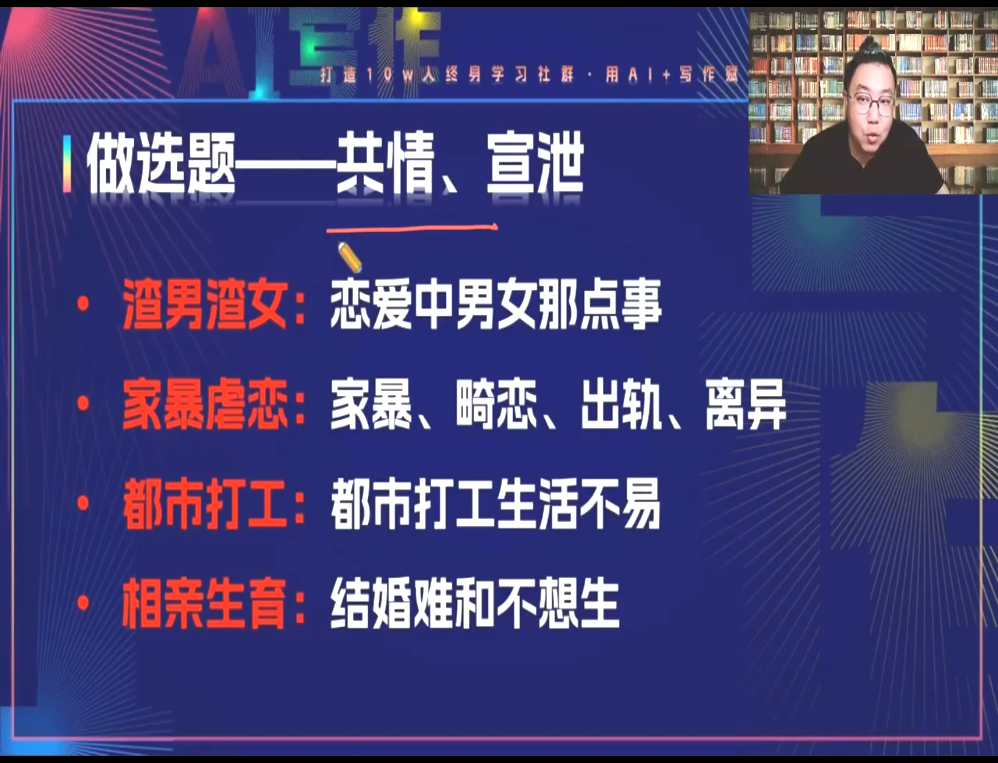 AI写作
打造10w人终身学习社群·用AI+写作赋
做选题——共情、宣泄
• 渣男渣女：恋爱中男女那点事
• 家暴虐恋：家暴、畸恋、出轨、离异
• 都市打工：都市打工生活不易
• 相亲生育：结婚难和不想生